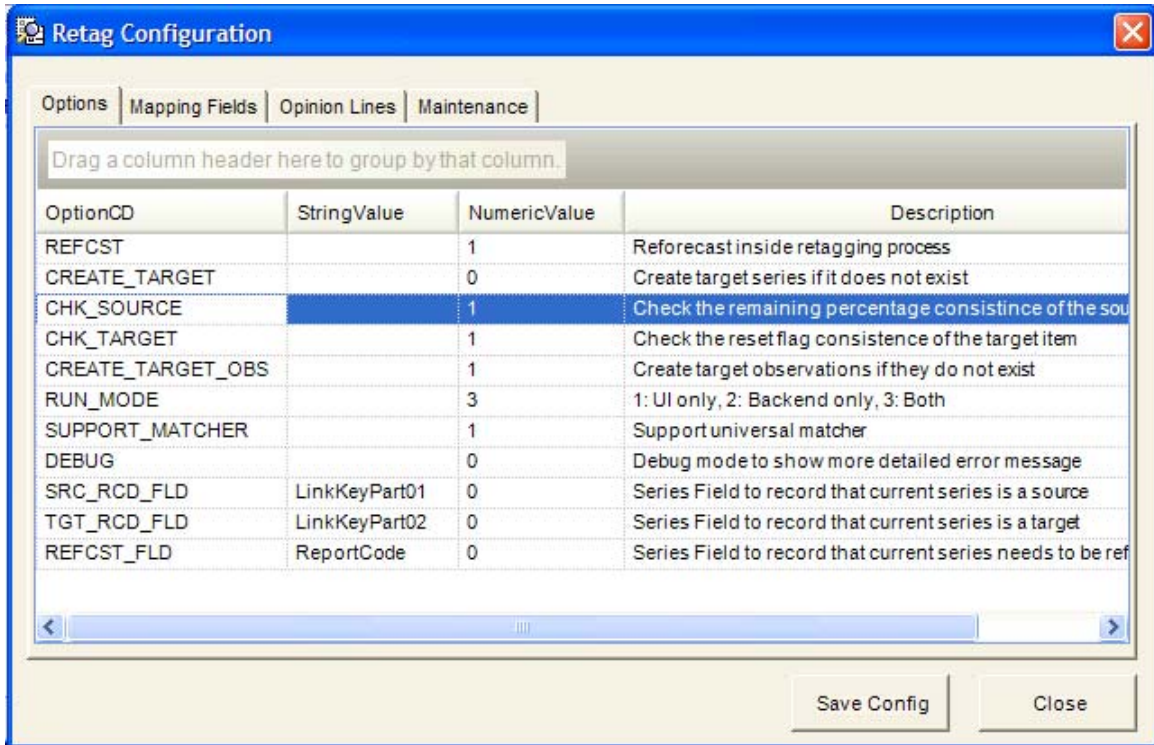 Retag Configuration
Options Mapping Fields Opinion Lines Maintenance
Drag a column header here to group by that column.
OptionCD StringValue NumericValue Description
REFCST 1 Reforecast inside retagging process
CREATE_TARGET 0 Create target series if it does not exist
CHK_SOURCE 1 Check the remaining percentage consistince of the sou
CHK_TARGET 1 Check the reset flag consistence of the target item
CREATE_TARGET_OBS 1 Create target observations if they do not exist
RUN_MODE 3 1: UI only, 2: Backend only, 3: Both
SUPPORT_MATCHER 1 Support universal matcher
DEBUG 0 Debug mode to show more detailed error message
SRC_RCD_FLD LinkKeyPart01 0 Series Field to record that current series is a source
TGT_RCD_FLD LinkKeyPart02 0 Series Field to record that current series is a target
REFCST_FLD ReportCode 0 Series Field to record that current series needs to be ref
Save Config Close